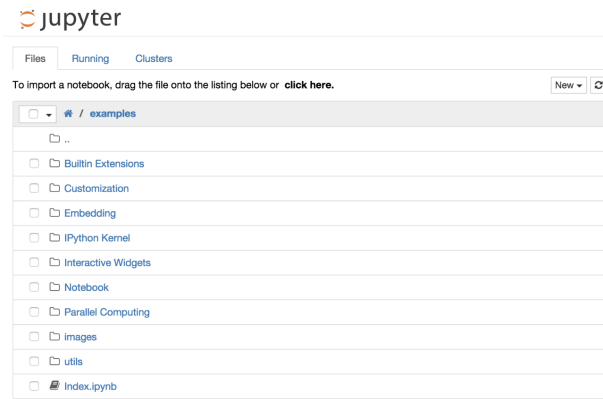 jupyter
Files Running Clusters
To import a notebook, drag the file onto the listing below or click here.
New
/ examples
..
Builtin Extensions
Customization
Embedding
IPython Kernel
Interactive Widgets
Notebook
Parallel Computing
images
utils
Index.ipynb